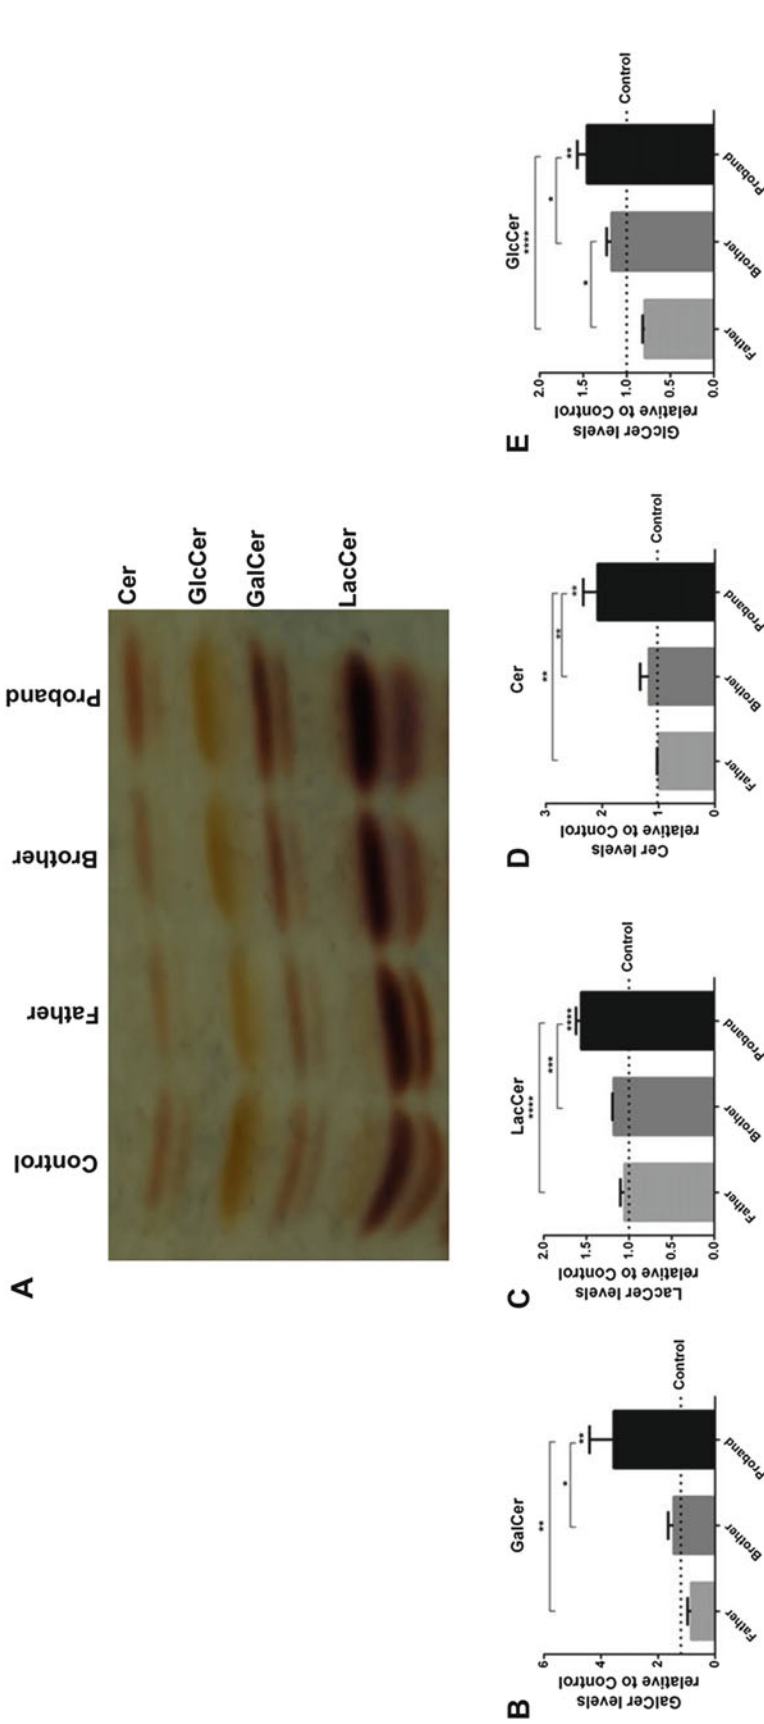 A
Control
Father
Brother
Proband
Cer
GlcCer
GalCer
LacCer
B
GalCer
**
*
**
GalCer levels
relative to Control
6
4
2
0
Control
Father
Brother
Proband
C
LacCer
****
***
****
LacCer levels
relative to Control
2.0
1.5
1.0
0.5
0.0
Control
Father
Brother
Proband
D
Cer
**
**
**
Cer levels
relative to Control
3
2
1
0
Control
Father
Brother
Proband
E
GlcCer
****
*
*
**
GlcCer levels
relative to Control
2.0
1.5
1.0
0.5
0.0
Control
Father
Brother
Proband